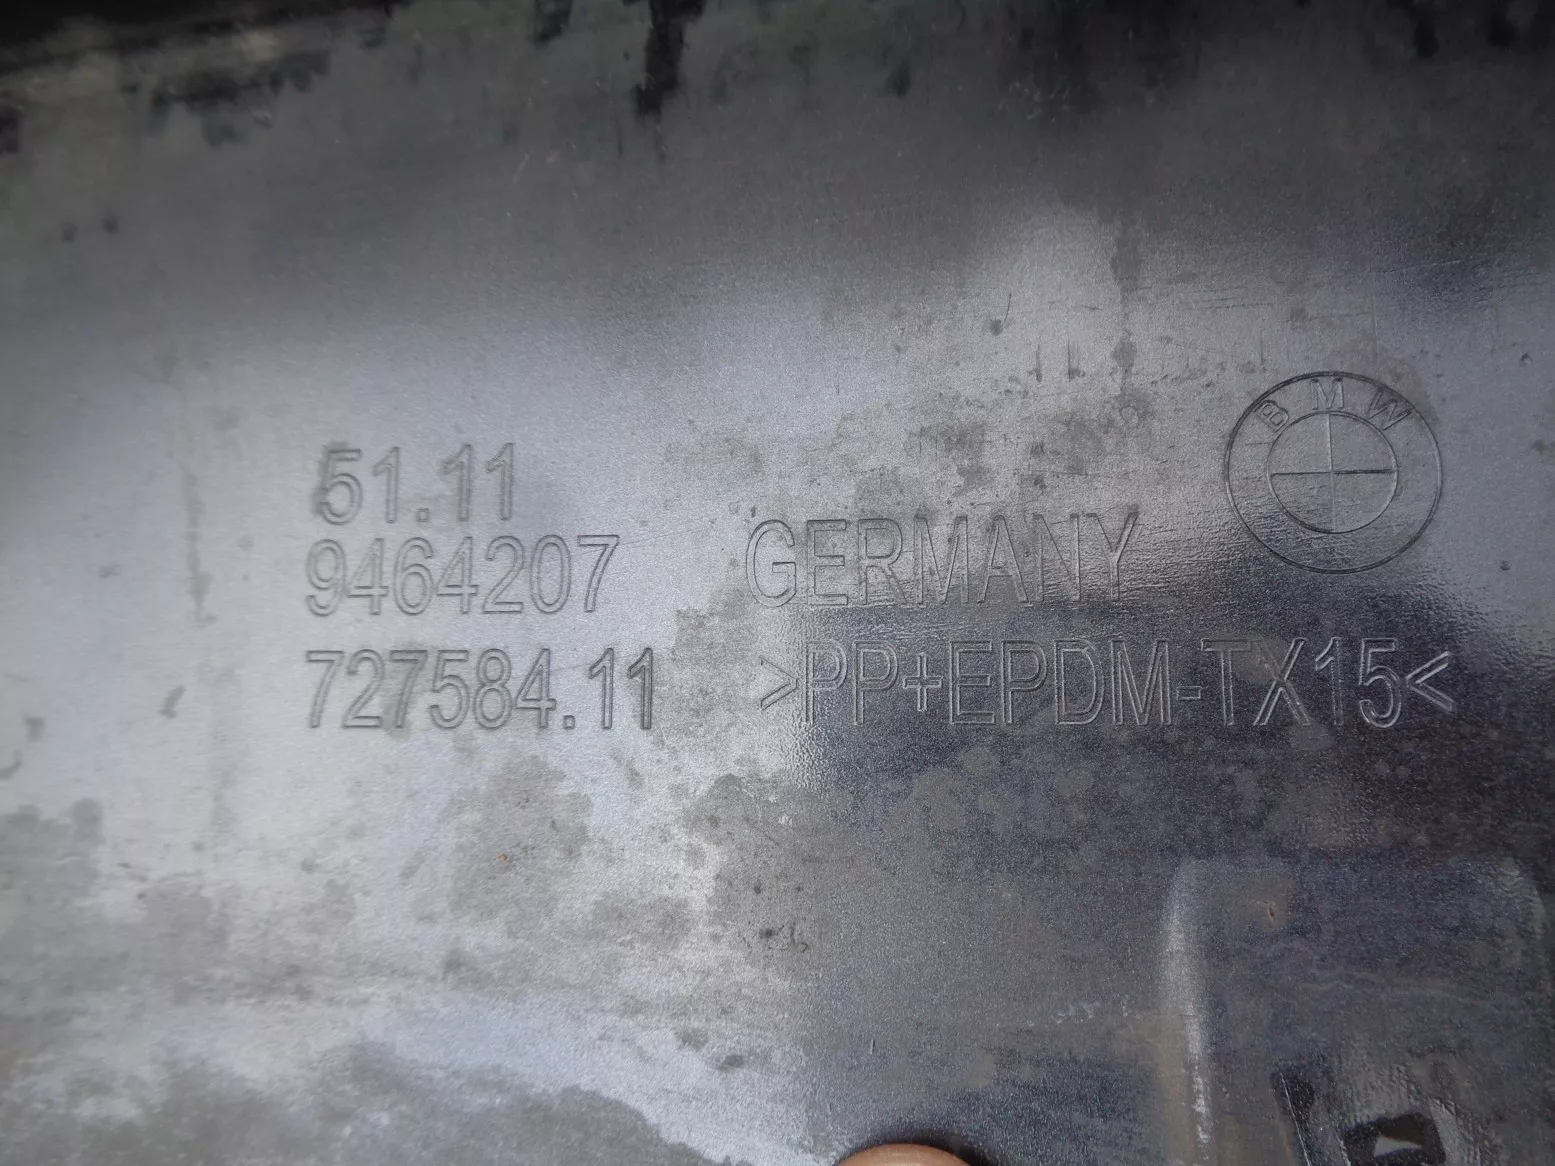 BMW
51.11
9464207 GERMANY
727584.11 >PP+EPDM-TX15<